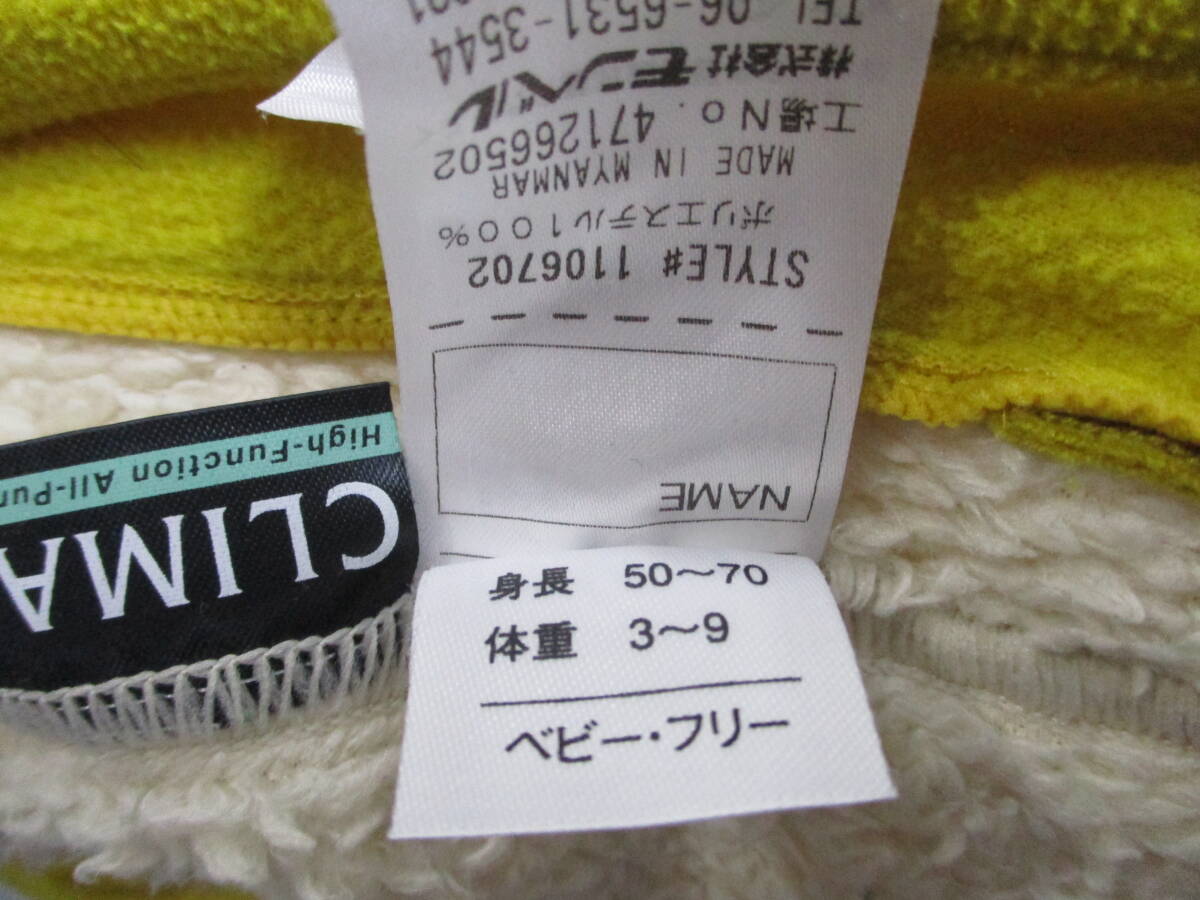 身長 50～70
体重 3～9
ベビー・フリー
NAME
STYLE# 1106702
ポリエステル100%
MADE IN MYANMAR
工場No. 471266502
株式会社モンベル
TEL 06-6531-3544
CLIMA
High-Function All-Pur